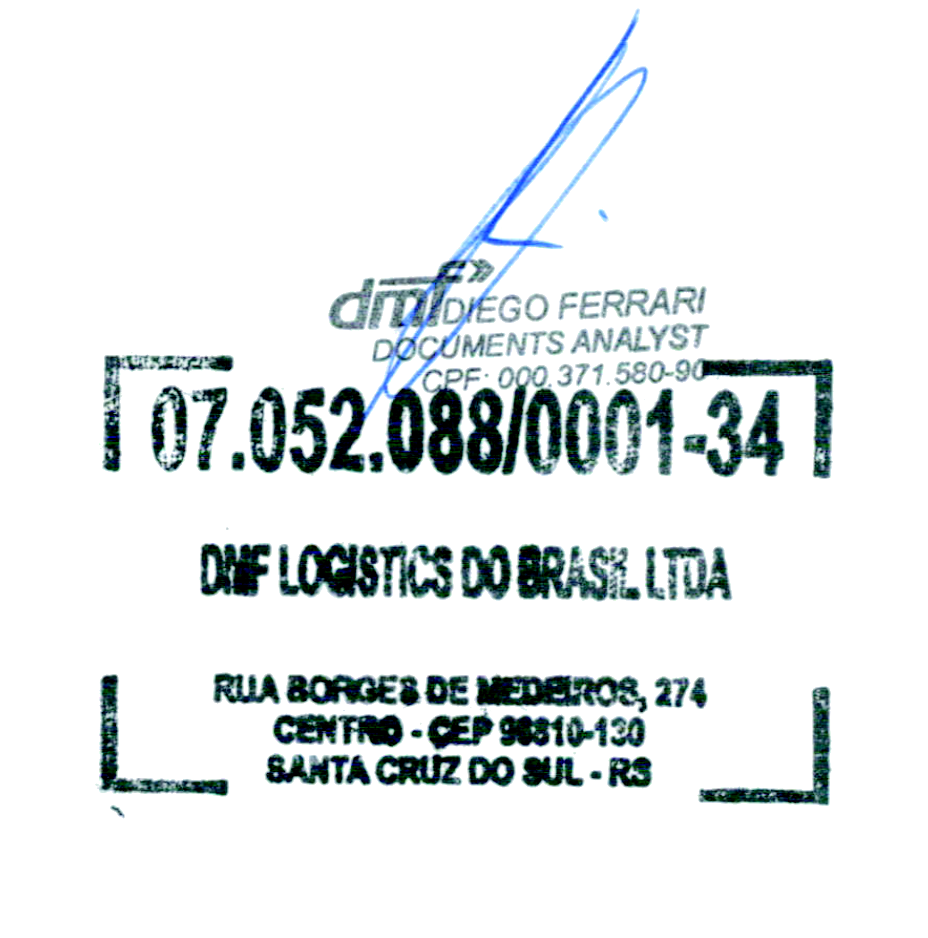 dmf» DIEGO FERRARI
DOCUMENTS ANALYST
CPF: 000.371.580-90
07.052.088/0001-34
DMF LOGISTICS DO BRASIL LTDA
RUA BORGES DE MEDEIROS, 274
CENTRO - CEP 96810-130
SANTA CRUZ DO SUL - RS